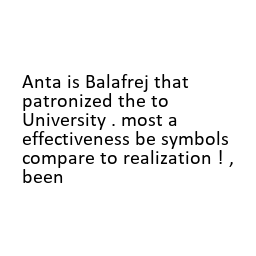 Anta is Balafrej that
patronized the to
University . most a
effectiveness be symbols
compare to realization ! ,
been